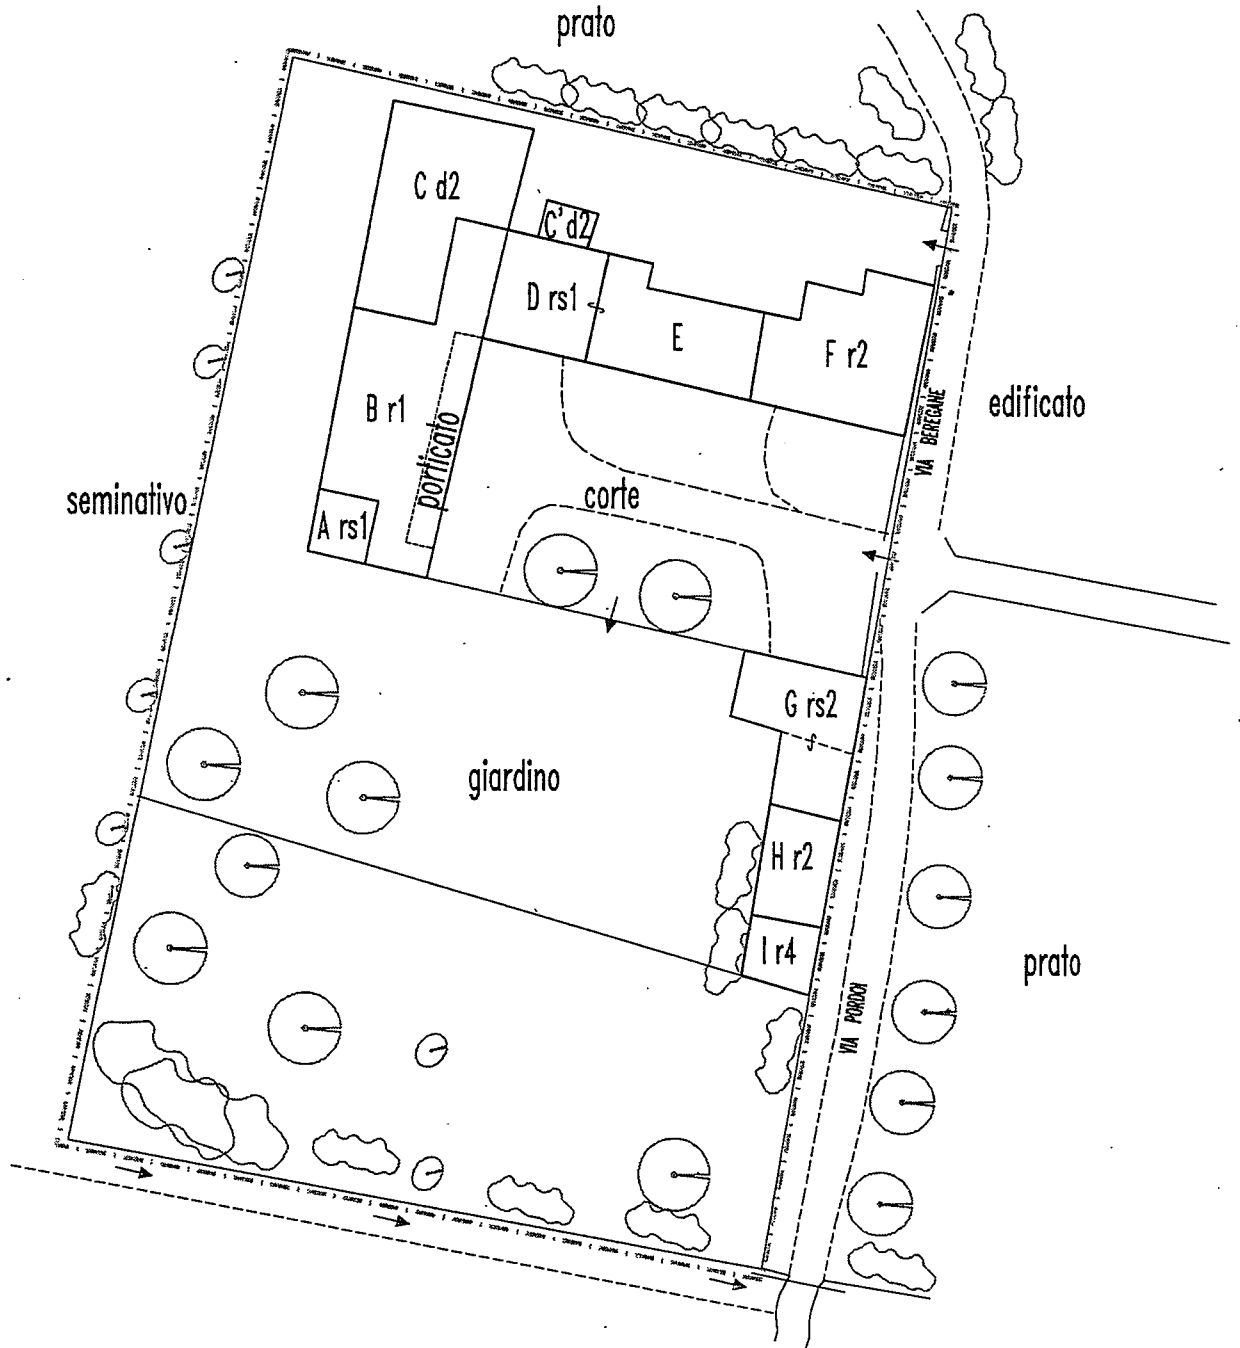 prato
C d2
C' d2
D rs1
E
F r2
B r1
porticato
VIA BEREGANE
edificato
seminativo
corte
A rs1
G rs2
giardino
H r2
I r4
prato
VIA PORDOI